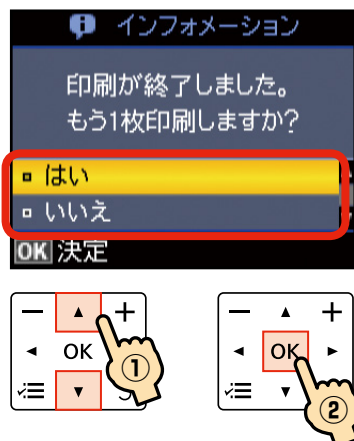 インフォメーション
印刷が終了しました。
もう1枚印刷しますか?
はい
いいえ
OK 決定
− ▲ +
◀ OK
▼
①
− ▲ +
◀ OK ▶
▼
②